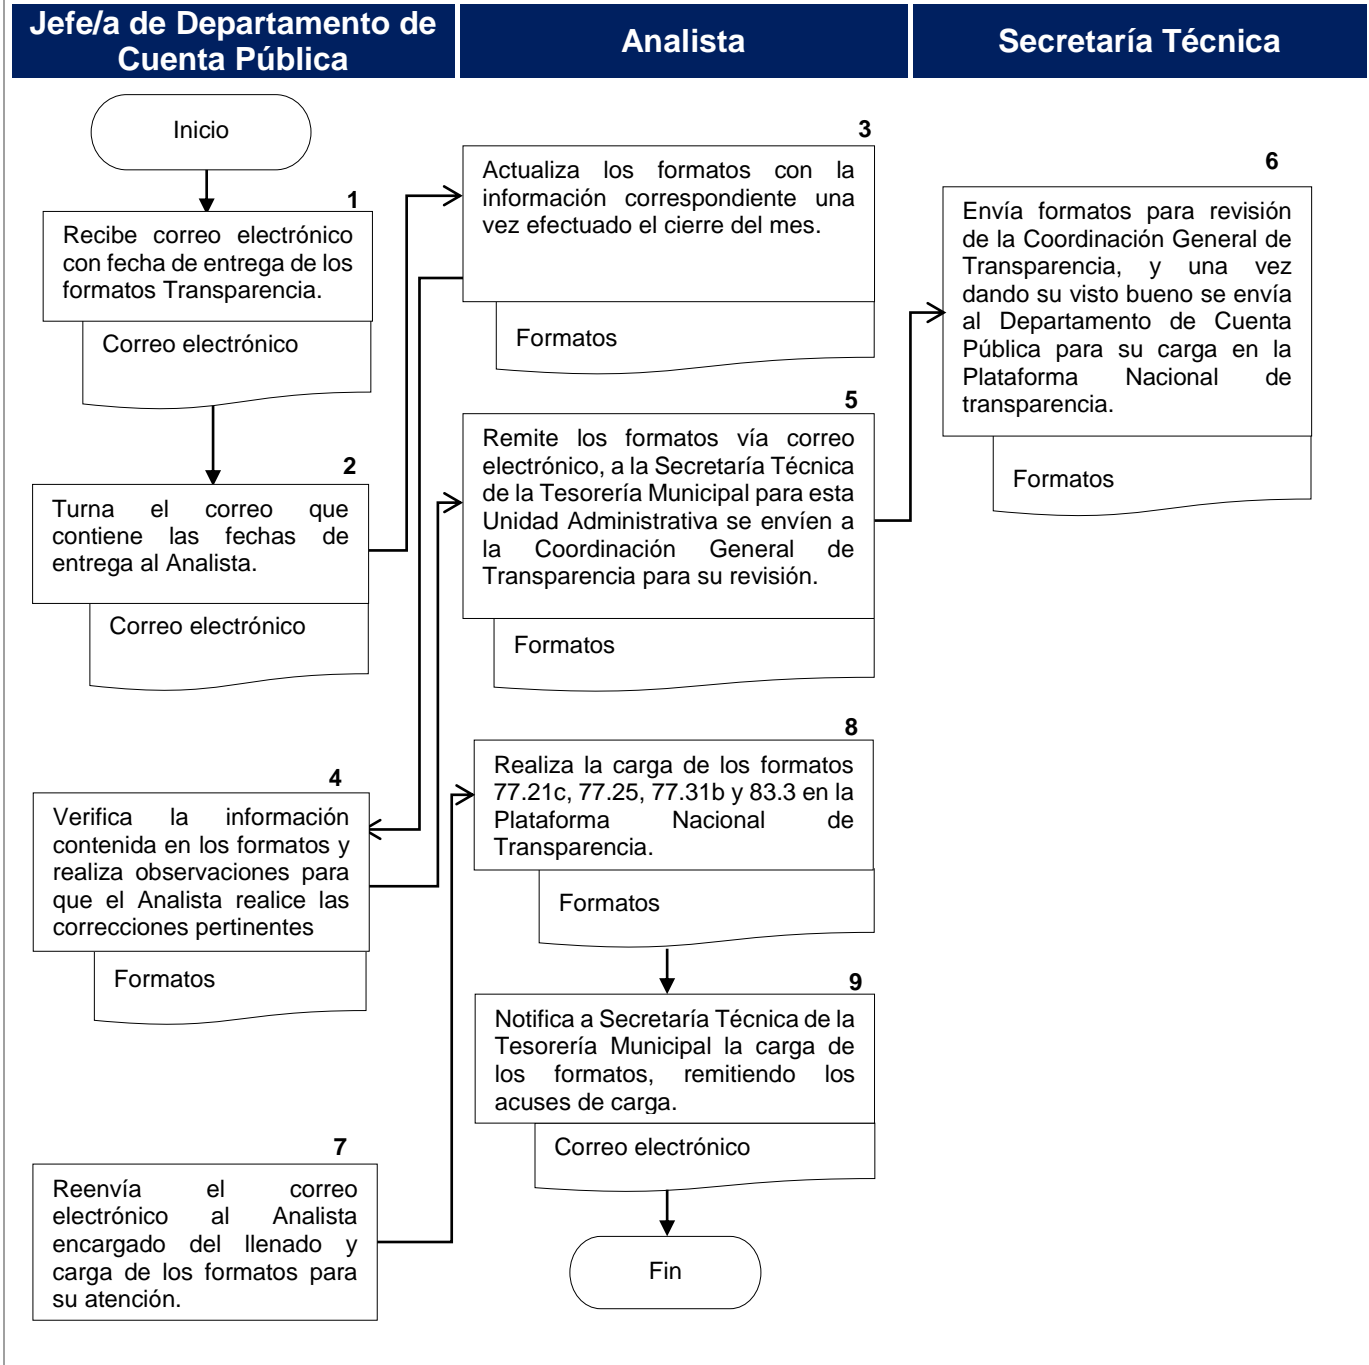 Jefe/a de Departamento de
Cuenta Pública
Analista
Secretaría Técnica
Inicio
1
Recibe correo electrónico
con fecha de entrega de los
formatos Transparencia.
Correo electrónico
2
Turna el correo que
contiene las fechas de
entrega al Analista.
Correo electrónico
3
Actualiza los formatos con la
información correspondiente una
vez efectuado el cierre del mes.
Formatos
4
Verifica la información
contenida en los formatos y
realiza observaciones para
que el Analista realice las
correcciones pertinentes
Formatos
5
Remite los formatos vía correo
electrónico, a la Secretaría Técnica
de la Tesorería Municipal para esta
Unidad Administrativa se envíen a
la Coordinación General de
Transparencia para su revisión.
Formatos
6
Envía formatos para revisión
de la Coordinación General de
Transparencia, y una vez
dando su visto bueno se envía
al Departamento de Cuenta
Pública para su carga en la
Plataforma Nacional de
transparencia.
Formatos
7
Reenvía el correo
electrónico al Analista
encargado del llenado y
carga de los formatos para
su atención.
8
Realiza la carga de los formatos
77.21c, 77.25, 77.31b y 83.3 en la
Plataforma Nacional de
Transparencia.
Formatos
9
Notifica a Secretaría Técnica de la
Tesorería Municipal la carga de
los formatos, remitiendo los
acuses de carga.
Correo electrónico
Fin